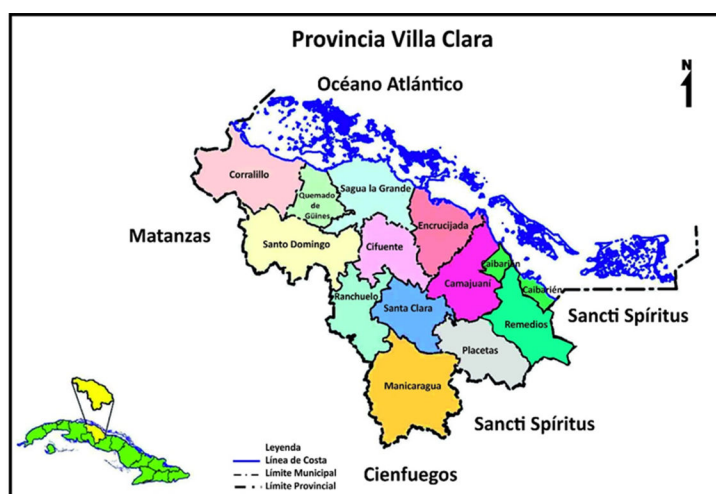 Provincia Villa Clara
N
Océano Atlántico
Corralillo
Quemado
de
Güines
Sagua la Grande
Encrucijada
Matanzas
Santo Domingo
Cifuente
Caibarién
Camajuaní
Caibarién
Ranchuelo
Santa Clara
Remedios
Sancti Spíritus
Placetas
Manicaragua
Sancti Spíritus
Cienfuegos
Leyenda
Línea de Costa
Límite Municipal
Límite Provincial